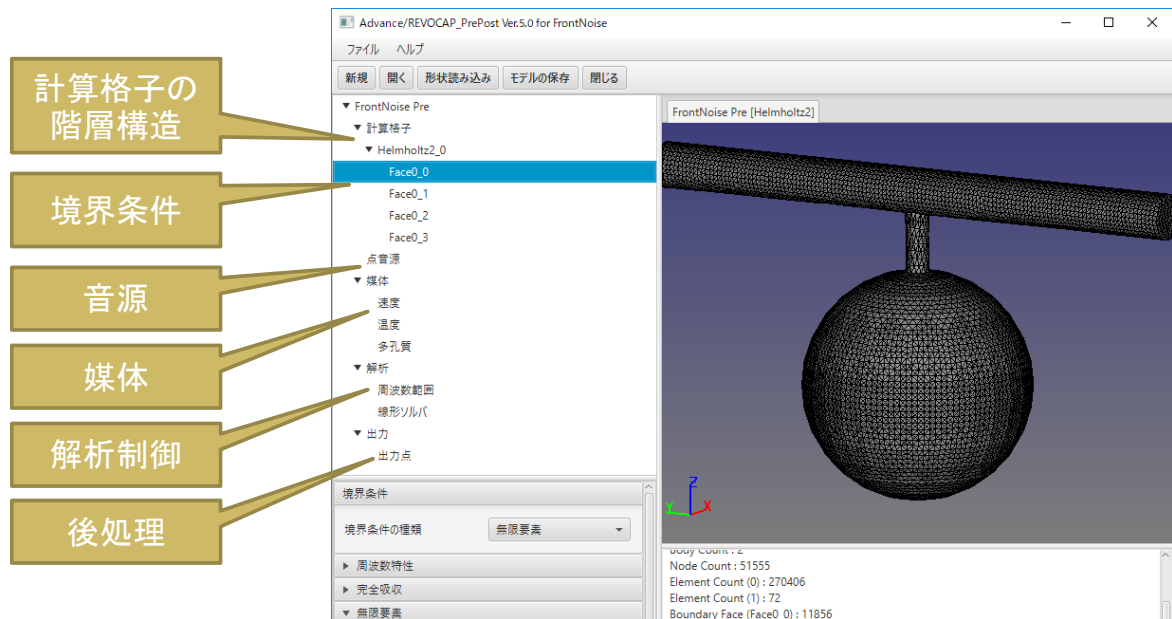 計算格子の
階層構造
境界条件
音源
媒体
解析制御
後処理
Advance/REVOCAP_PrePost Ver.5.0 for FrontNoise
ファイル ヘルプ
新規 開く 形状読み込み モデルの保存 閉じる
▼ FrontNoise Pre
▼ 計算格子
▼ Helmholtz2_0
Face0_0
Face0_1
Face0_2
Face0_3
点音源
▼ 媒体
速度
温度
多孔質
▼ 解析
周波数範囲
線形ソルバ
▼ 出力
出力点
境界条件
境界条件の種類 無限要素
▶ 周波数特性
▶ 完全吸収
▼ 無限要素
FrontNoise Pre [Helmholtz2]
Z
Y
X
Body Count : 2
Node Count : 51555
Element Count (0) : 270406
Element Count (1) : 72
Boundary Face (Face0_0) : 11856